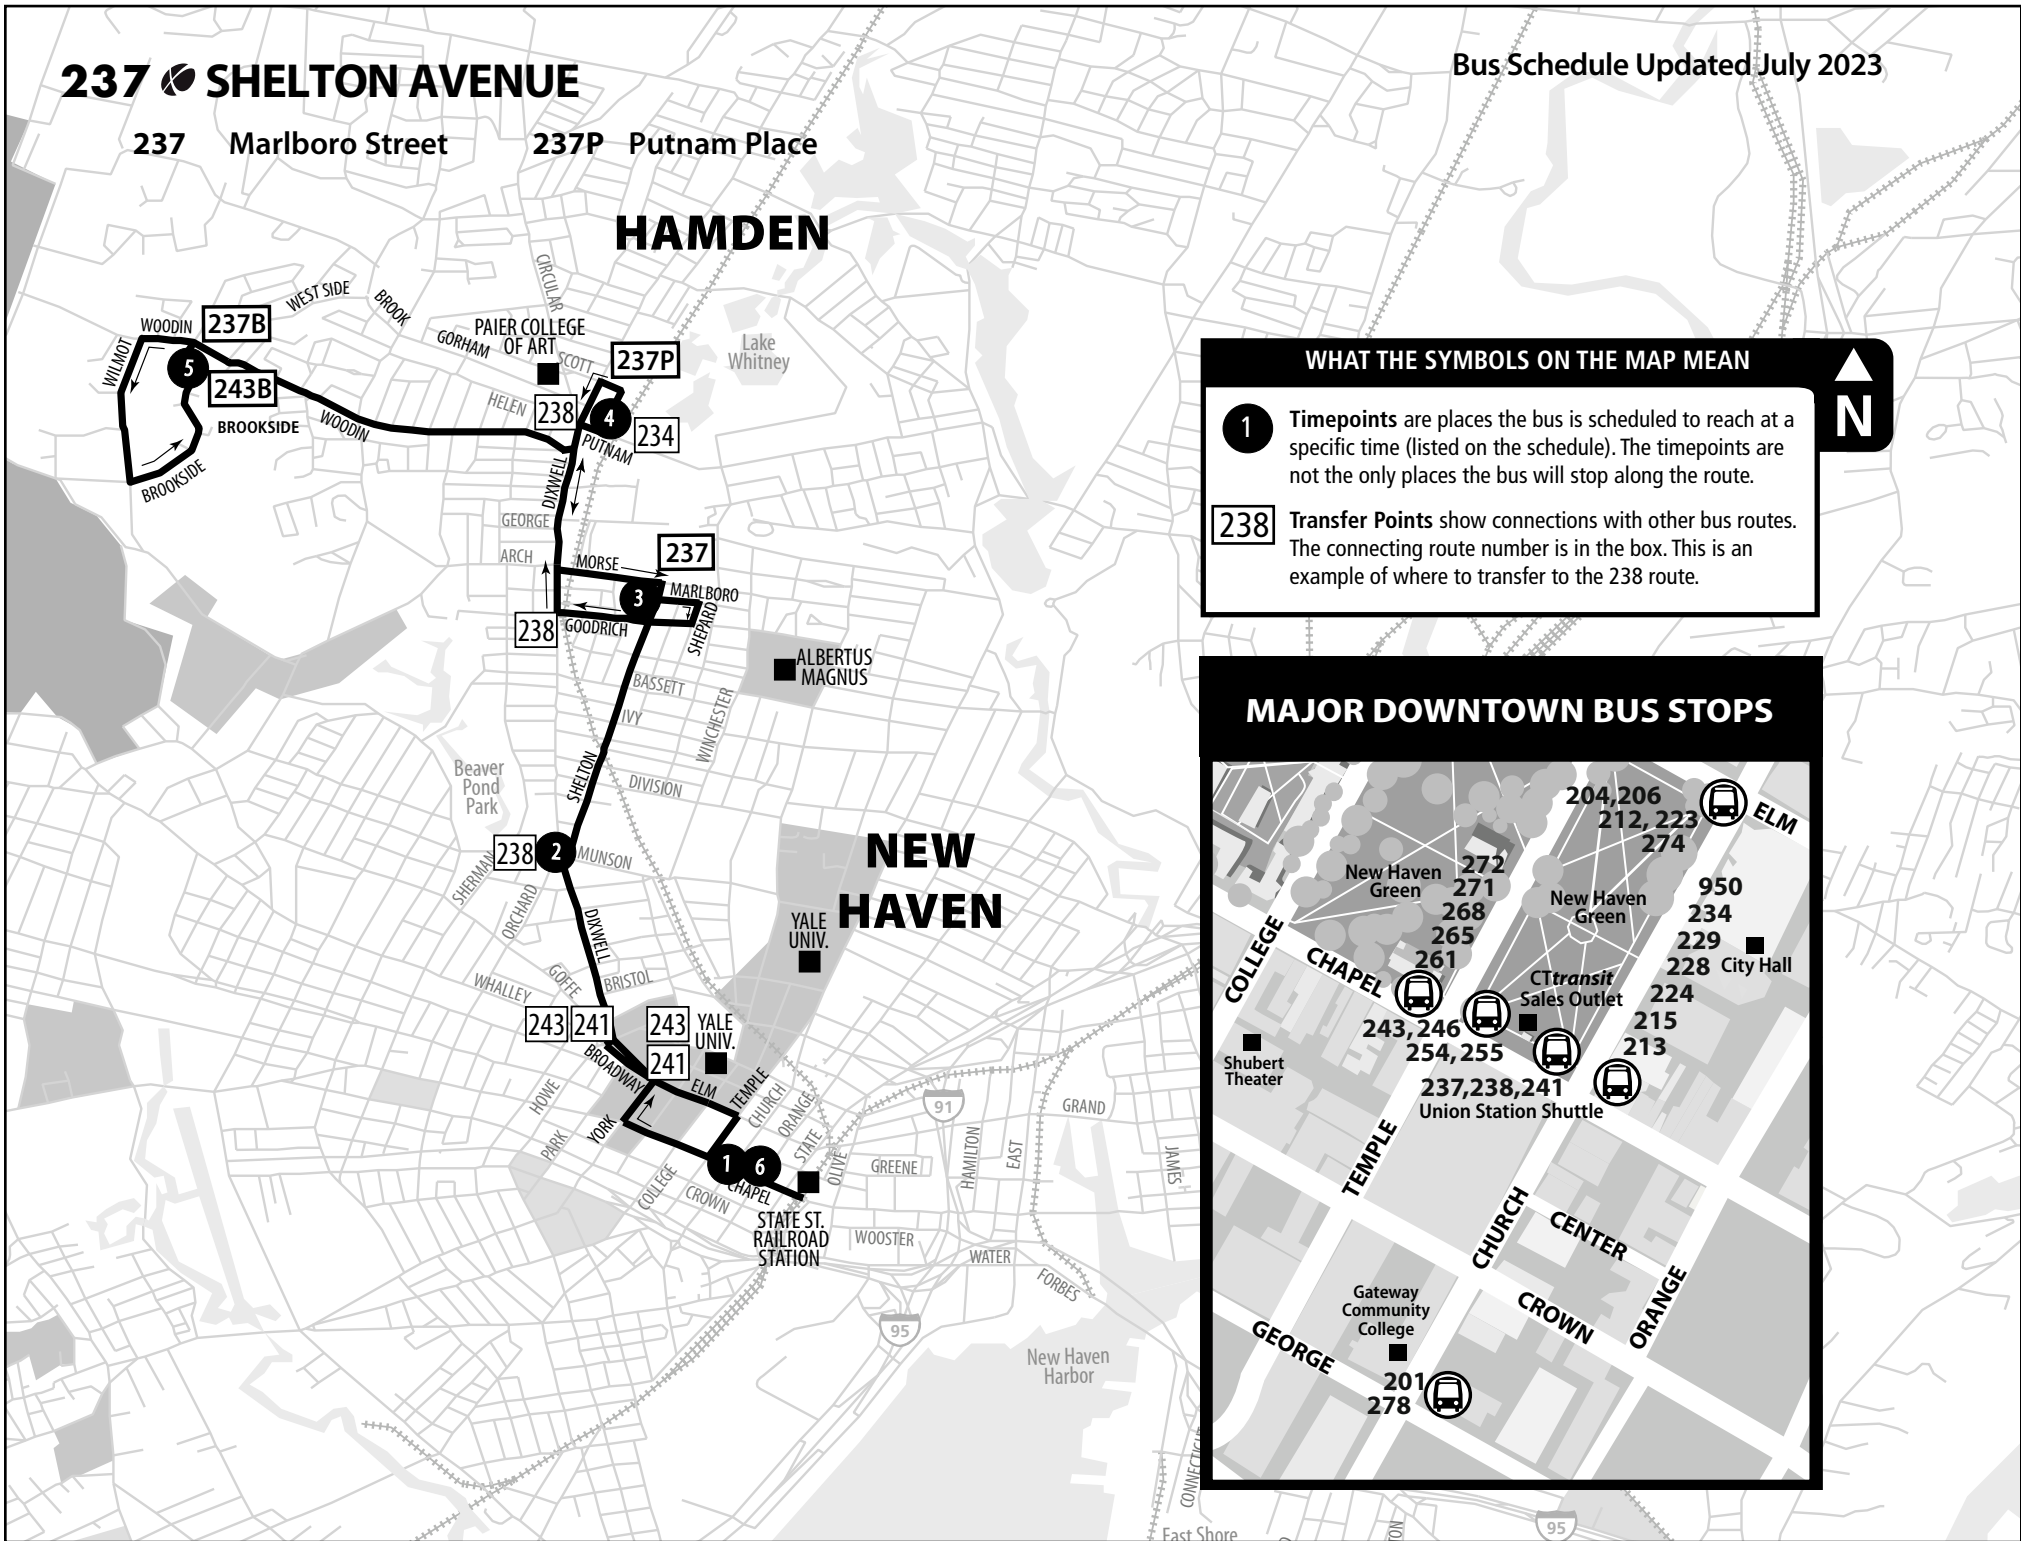 237 SHELTON AVENUE
237 Marlboro Street 237P Putnam Place
Bus Schedule Updated July 2023
HAMDEN
CIRCULAR
WEST SIDE
BROOK
WOODIN
237B
WILMOT
5
243B
BROOKSIDE
BROOKSIDE
WOODIN
GORHAM
PAIER COLLEGE
OF ART
SCOTT
237P
HELEN
238
4
234
PUTNAM
Lake
Whitney
DIXWELL
GEORGE
ARCH
MORSE
237
3
MARLBORO
238
GOODRICH
SHEPARD
ALBERTUS
MAGNUS
BASSETT
IVY
WINCHESTER
SHELTON
DIVISION
Beaver
Pond
Park
238
2
MUNSON
SHERMAN
ORCHARD
NEW
HAVEN
YALE
UNIV.
DIXWELL
GOFFE
BRISTOL
WHALLEY
243
241
243
241
YALE
UNIV.
BROADWAY
ELM
TEMPLE
CHURCH
ORANGE
STATE
OLIVE
HOWE
PARK
YORK
1
6
CHAPEL
COLLEGE
CROWN
STATE ST.
RAILROAD
STATION
91
GRAND
GREENE
HAMILTON
EAST
JAMES
WOOSTER
WATER
FORBES
95
New Haven
Harbor
CONNECTICUT
East Shore
95
WHAT THE SYMBOLS ON THE MAP MEAN
N
1
Timepoints are places the bus is scheduled to reach at a
specific time (listed on the schedule). The timepoints are
not the only places the bus will stop along the route.
238
Transfer Points show connections with other bus routes.
The connecting route number is in the box. This is an
example of where to transfer to the 238 route.
MAJOR DOWNTOWN BUS STOPS
204,206
212, 223
274
ELM
New Haven
Green
272
271
268
265
261
New Haven
Green
950
234
229
228
224
215
213
City Hall
COLLEGE
CHAPEL
CTtransit
Sales Outlet
243, 246
254, 255
237,238,241
Union Station Shuttle
Shubert
Theater
TEMPLE
CHURCH
CENTER
CROWN
ORANGE
GEORGE
Gateway
Community
College
201
278